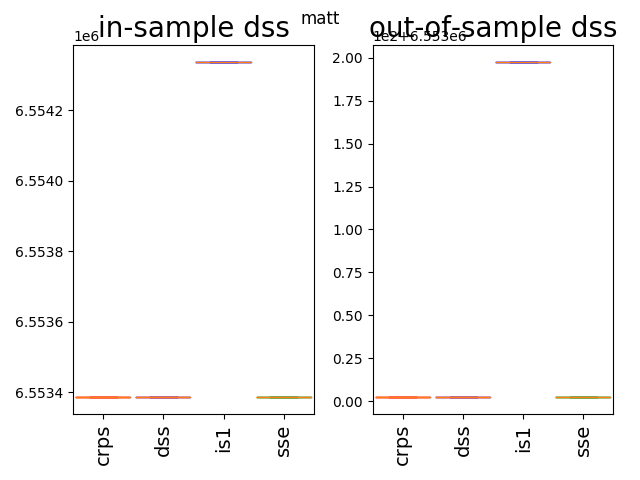 matt
in-sample dss
out-of-sample dss
1e6
1e2+6.553e6
6.5542
6.5540
6.5538
6.5536
6.5534
2.00
1.75
1.50
1.25
1.00
0.75
0.50
0.25
0.00
crps
dss
is1
sse
crps
dss
is1
sse